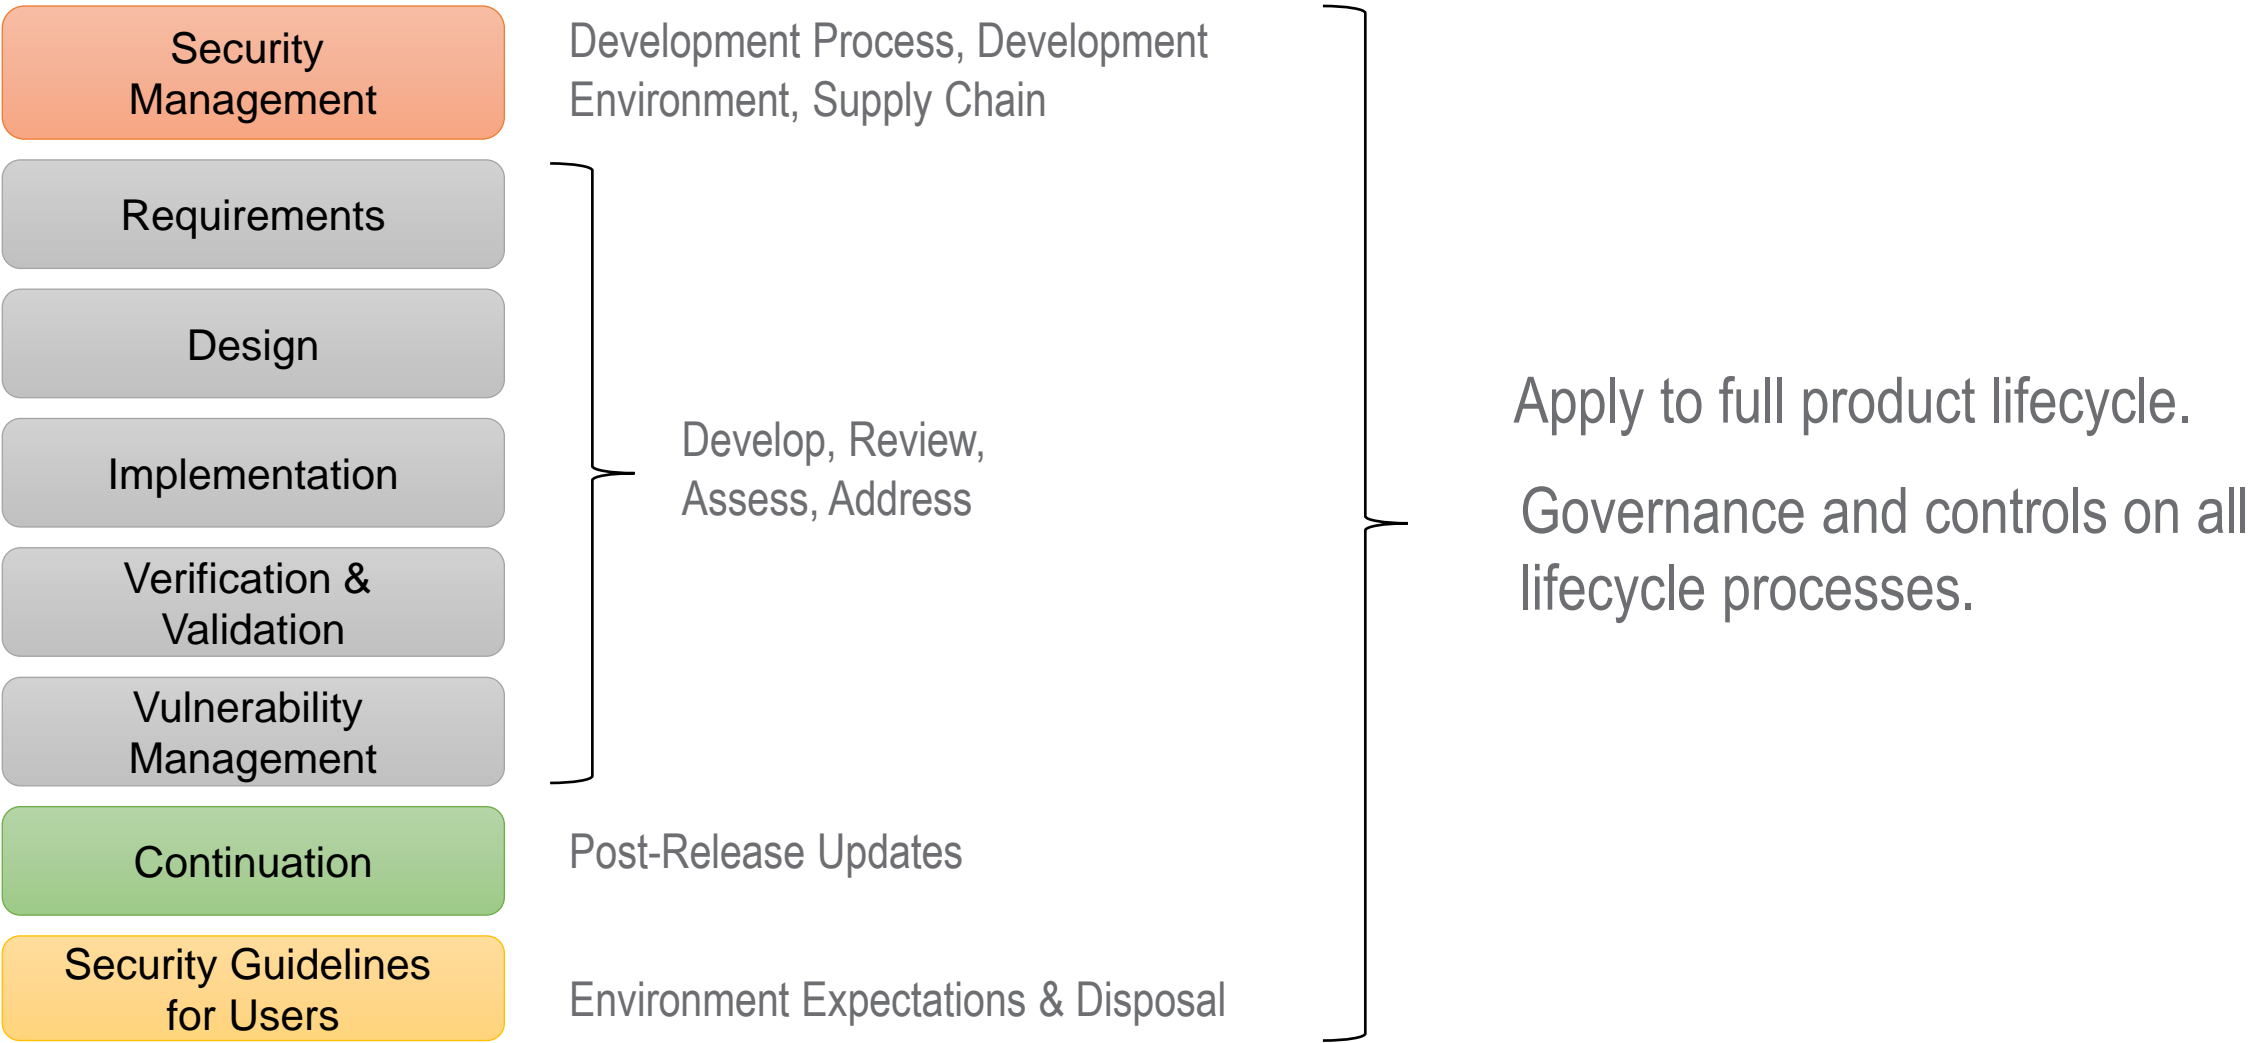 Security
Management
Development Process, Development
Environment, Supply Chain
Requirements
Design
Implementation
Verification &
Validation
Vulnerability
Management
Develop, Review,
Assess, Address
Continuation
Post-Release Updates
Security Guidelines
for Users
Environment Expectations & Disposal
Apply to full product lifecycle.
Governance and controls on all
lifecycle processes.